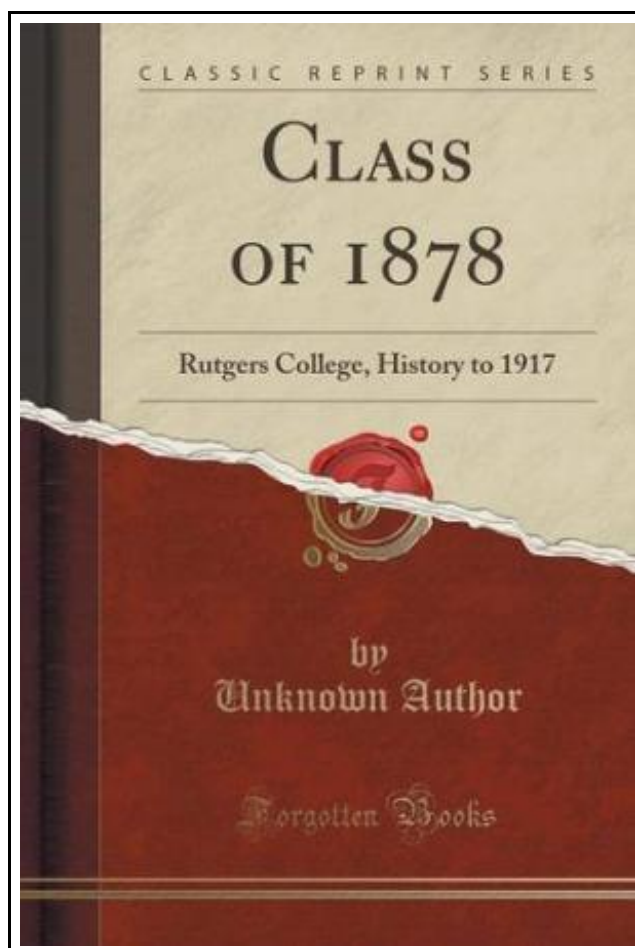 CLASSIC REPRINT SERIES
CLASS
OF 1878
Rutgers College, History to 1917
by
Unknown Author
Forgotten Books